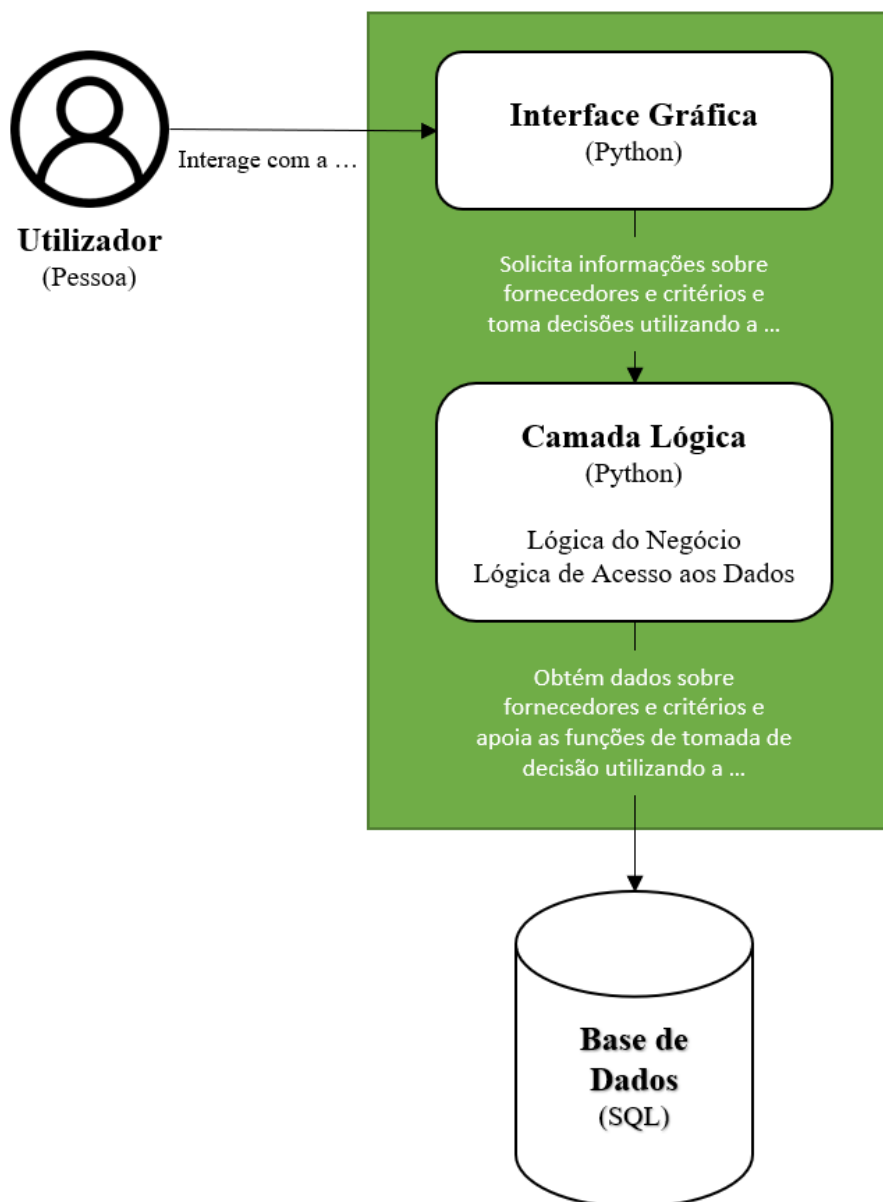 Interface Gráfica
(Python)
Interage com a …
Utilizador
(Pessoa)
Solicita informações sobre
fornecedores e critérios e
toma decisões utilizando a …
Camada Lógica
(Python)
Lógica do Negócio
Lógica de Acesso aos Dados
Obtém dados sobre
fornecedores e critérios e
apoia as funções de tomada de
decisão utilizando a …
Base de
Dados
(SQL)